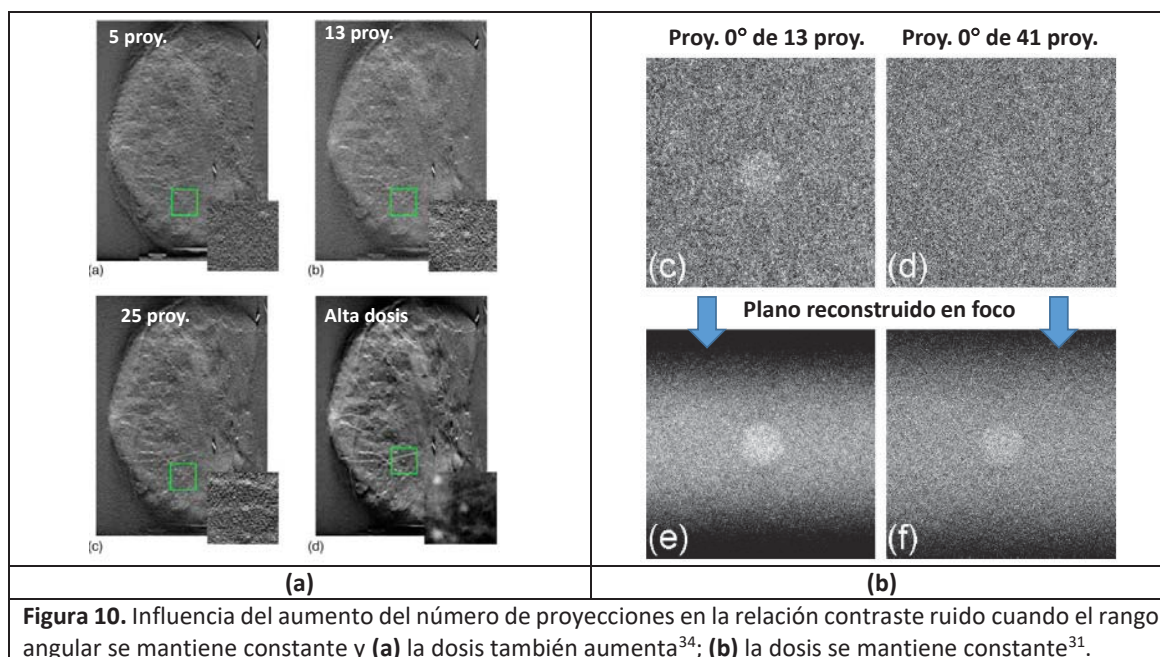 5 proy.
13 proy.
(a)
(b)
25 proy.
Alta dosis
(c)
(d)
(a)
Proy. 0° de 13 proy.
Proy. 0° de 41 proy.
(c)
(d)
Plano reconstruido en foco
(e)
(f)
(b)
Figura 10. Influencia del aumento del número de proyecciones en la relación contraste ruido cuando el rango
angular se mantiene constante y (a) la dosis también aumenta³⁴; (b) la dosis se mantiene constante³¹.